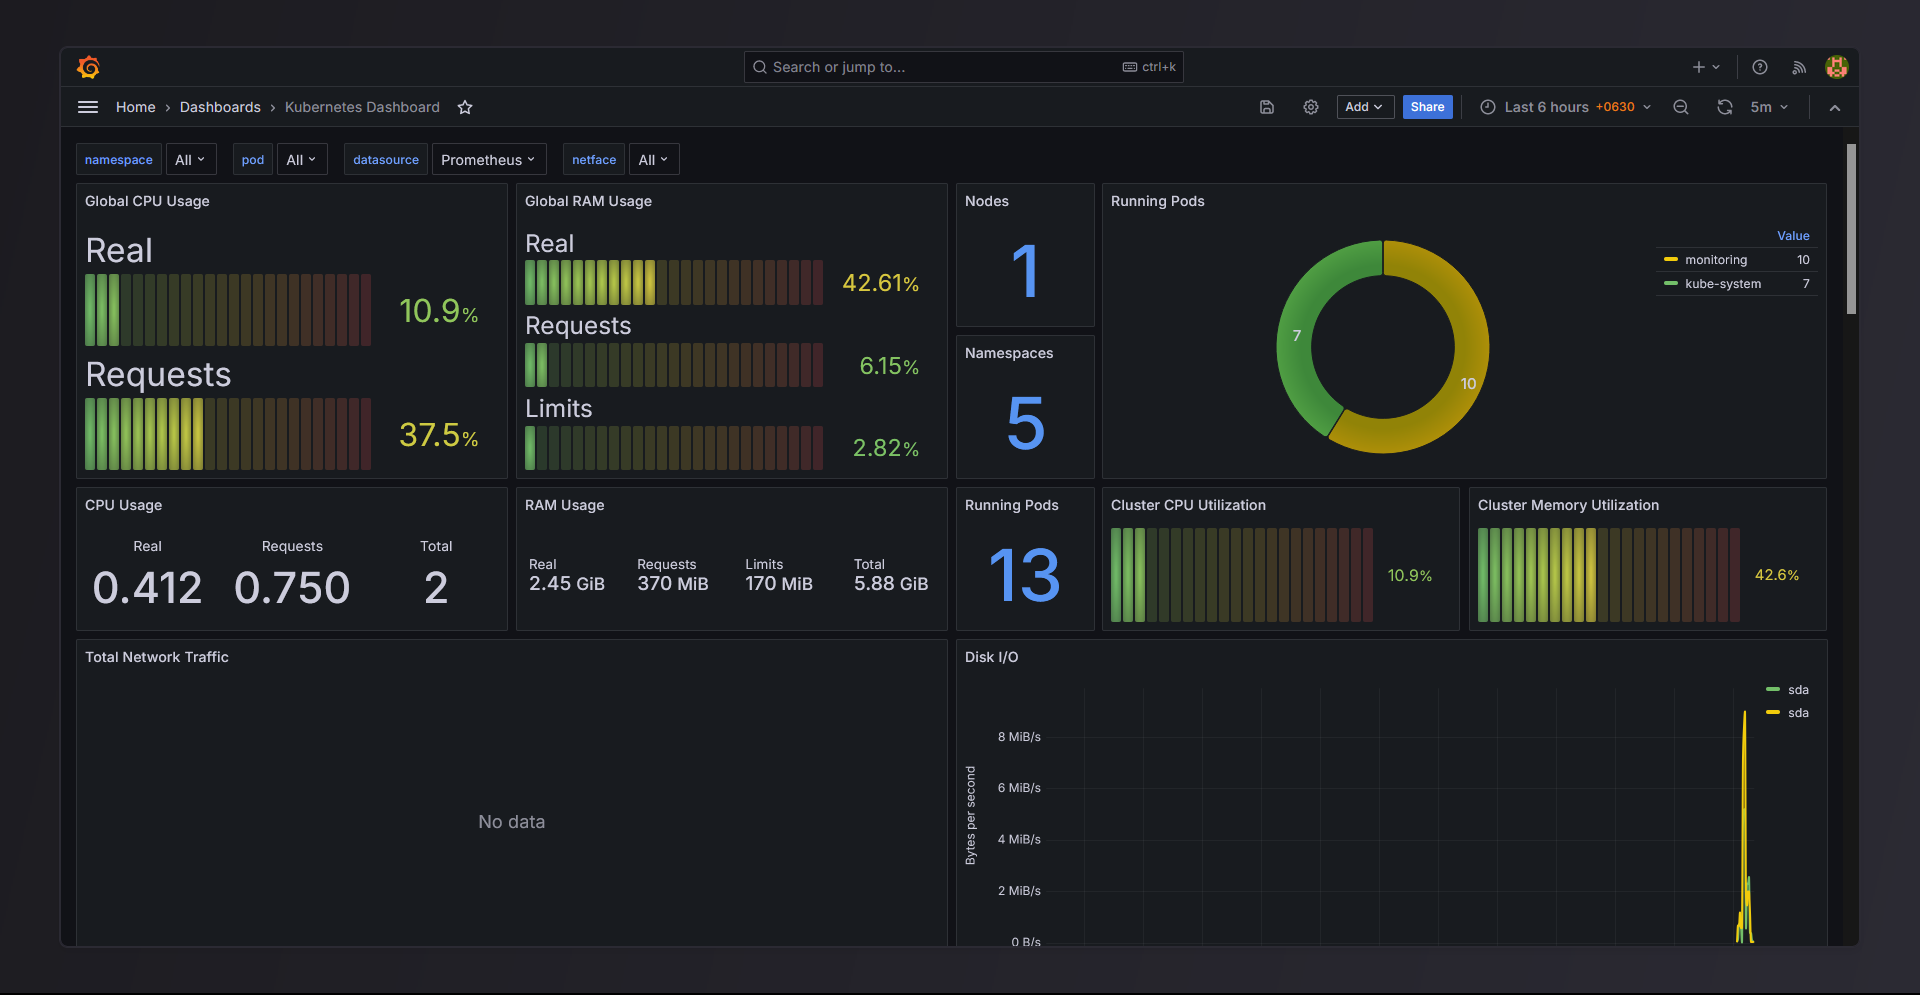 Search or jump to...
ctrl+k
Home › Dashboards › Kubernetes Dashboard
Add
Share
Last 6 hours +0630
5m
namespace All
pod All
datasource Prometheus
netface All
Global CPU Usage
Real
10.9%
Requests
37.5%
Global RAM Usage
Real
42.61%
Requests
6.15%
Limits
2.82%
Nodes
1
Namespaces
5
Running Pods
Value
monitoring 10
kube-system 7
7
10
CPU Usage
Real Requests Total
0.412 0.750 2
RAM Usage
Real Requests Limits Total
2.45 GiB 370 MiB 170 MiB 5.88 GiB
Running Pods
13
Cluster CPU Utilization
10.9%
Cluster Memory Utilization
42.6%
Total Network Traffic
No data
Disk I/O
sda
sda
Bytes per second
8 MiB/s
6 MiB/s
4 MiB/s
2 MiB/s
0 B/s